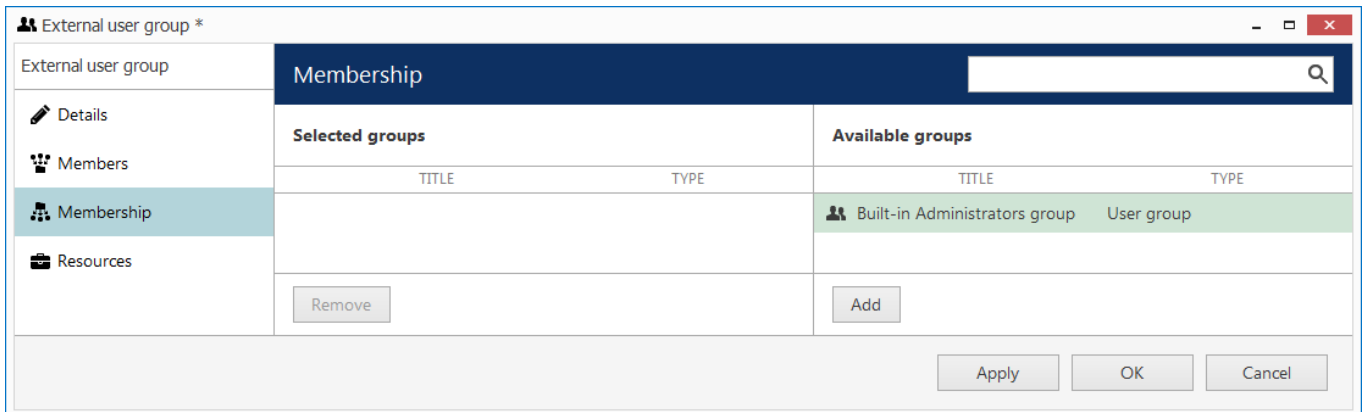 External user group *
External user group
Membership
Details
Members
Membership
Resources
Selected groups
Available groups
TITLE TYPE
TITLE TYPE
Built-in Administrators group User group
Remove
Add
Apply OK Cancel